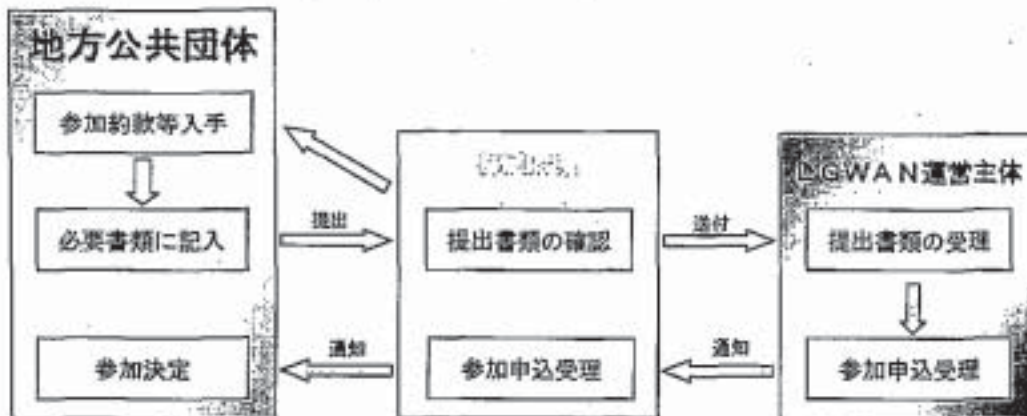 地方公共団体
参加約款等入手
必要書類に記入
参加決定
提出
通知
提出書類の確認
参加申込受理
送付
通知
LGWAN運営主体
提出書類の受理
参加申込受理